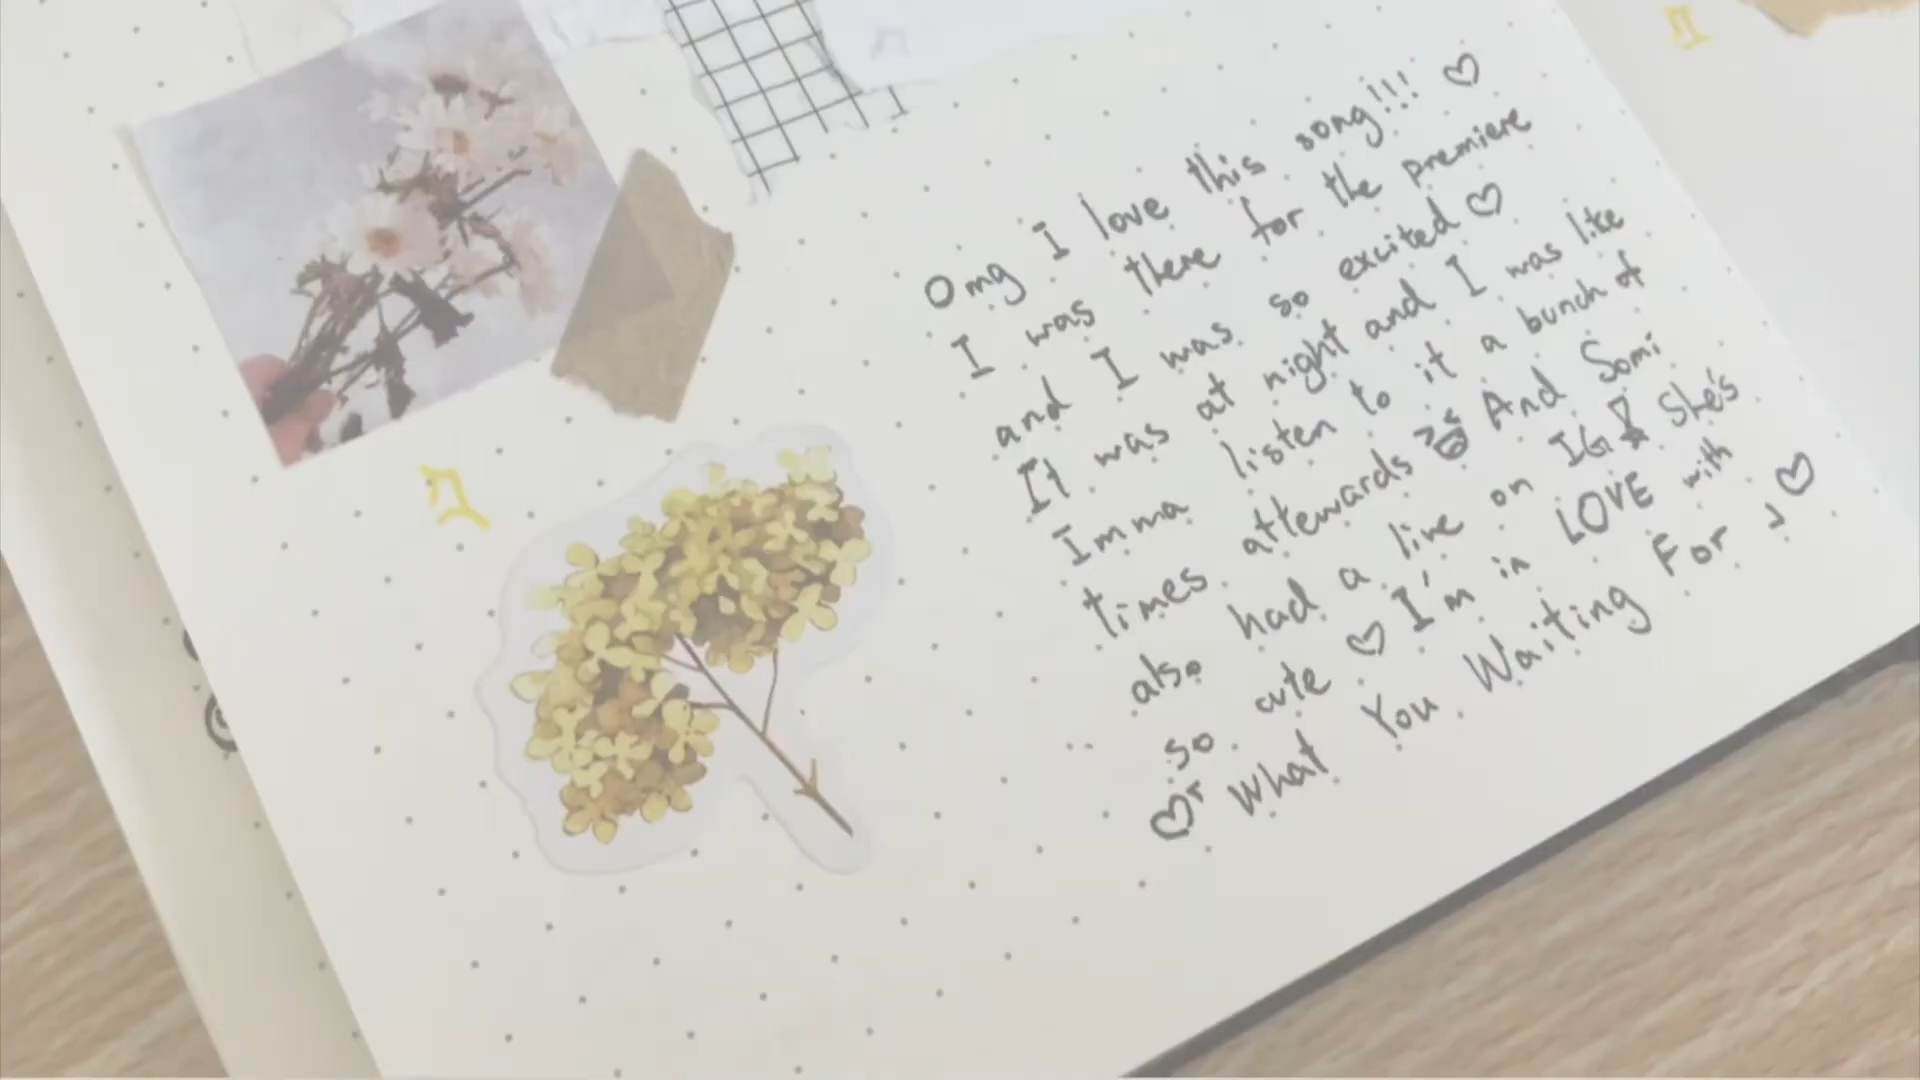 Omg I love this song!!! ♡
I was there for the premiere
and I was so excited ♡
It was at night and I was like
Imma listen to it a bunch of
times attewards And Somi
also had a live on IG She's
so cute ♡ I'm in LOVE with
♡ What You Waiting For ♪ ♡